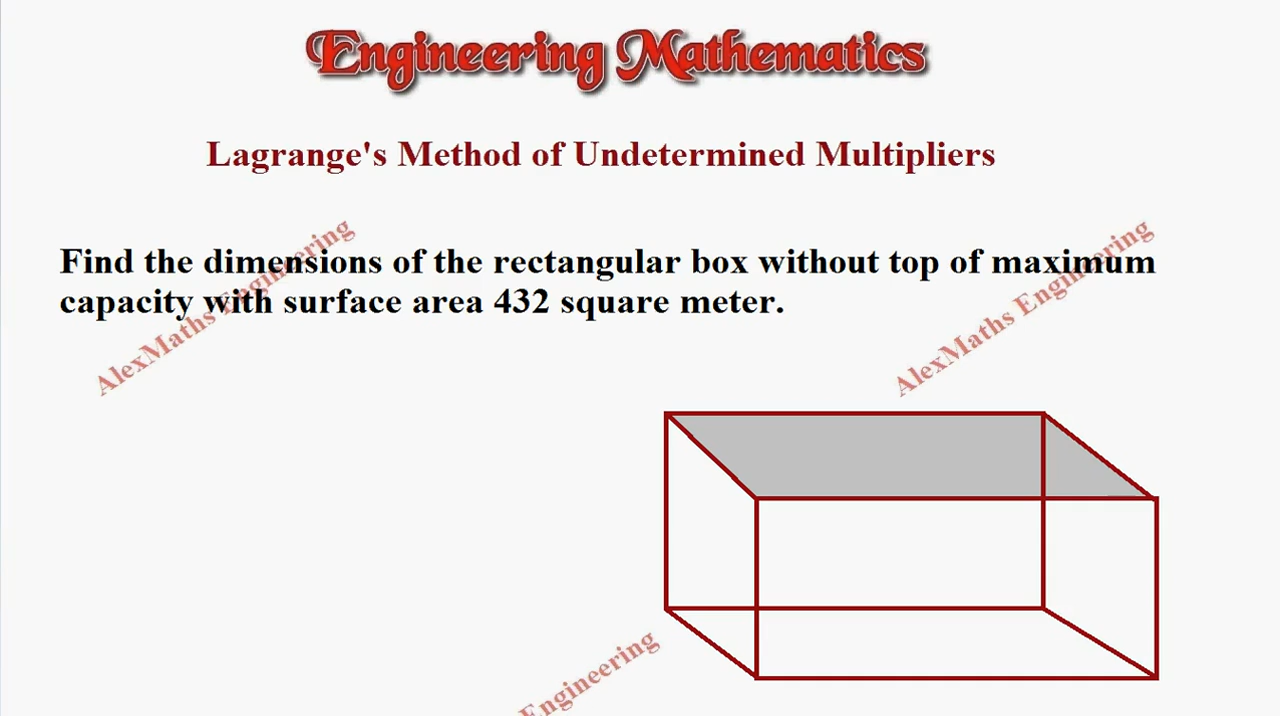 Engineering Mathematics
Lagrange's Method of Undetermined Multipliers
Find the dimensions of the rectangular box without top of maximum
capacity with surface area 432 square meter.
AlexMaths Engineering
AlexMaths Engineering
Engineering